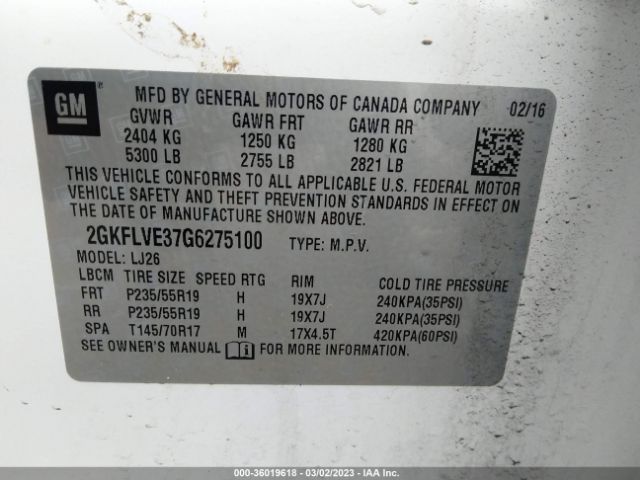 GM
MFD BY GENERAL MOTORS OF CANADA COMPANY 02/16
GVWR GAWR FRT GAWR RR
2404 KG 1250 KG 1280 KG
5300 LB 2755 LB 2821 LB
THIS VEHICLE CONFORMS TO ALL APPLICABLE U.S. FEDERAL MOTOR
VEHICLE SAFETY AND THEFT PREVENTION STANDARDS IN EFFECT
ON THE DATE OF MANUFACTURE SHOWN ABOVE.
2GKFLVE37G6275100 TYPE: M.P.V.
MODEL: LJ26
LBCM TIRE SIZE SPEED RTG RIM COLD TIRE PRESSURE
FRT P235/55R19 H 19X7J 240KPA(35PSI)
RR P235/55R19 H 19X7J 240KPA(35PSI)
SPA T145/70R17 M 17X4.5T 420KPA(60PSI)
SEE OWNER'S MANUAL FOR MORE INFORMATION.
000-36019618 - 03/02/2023 - IAA Inc.